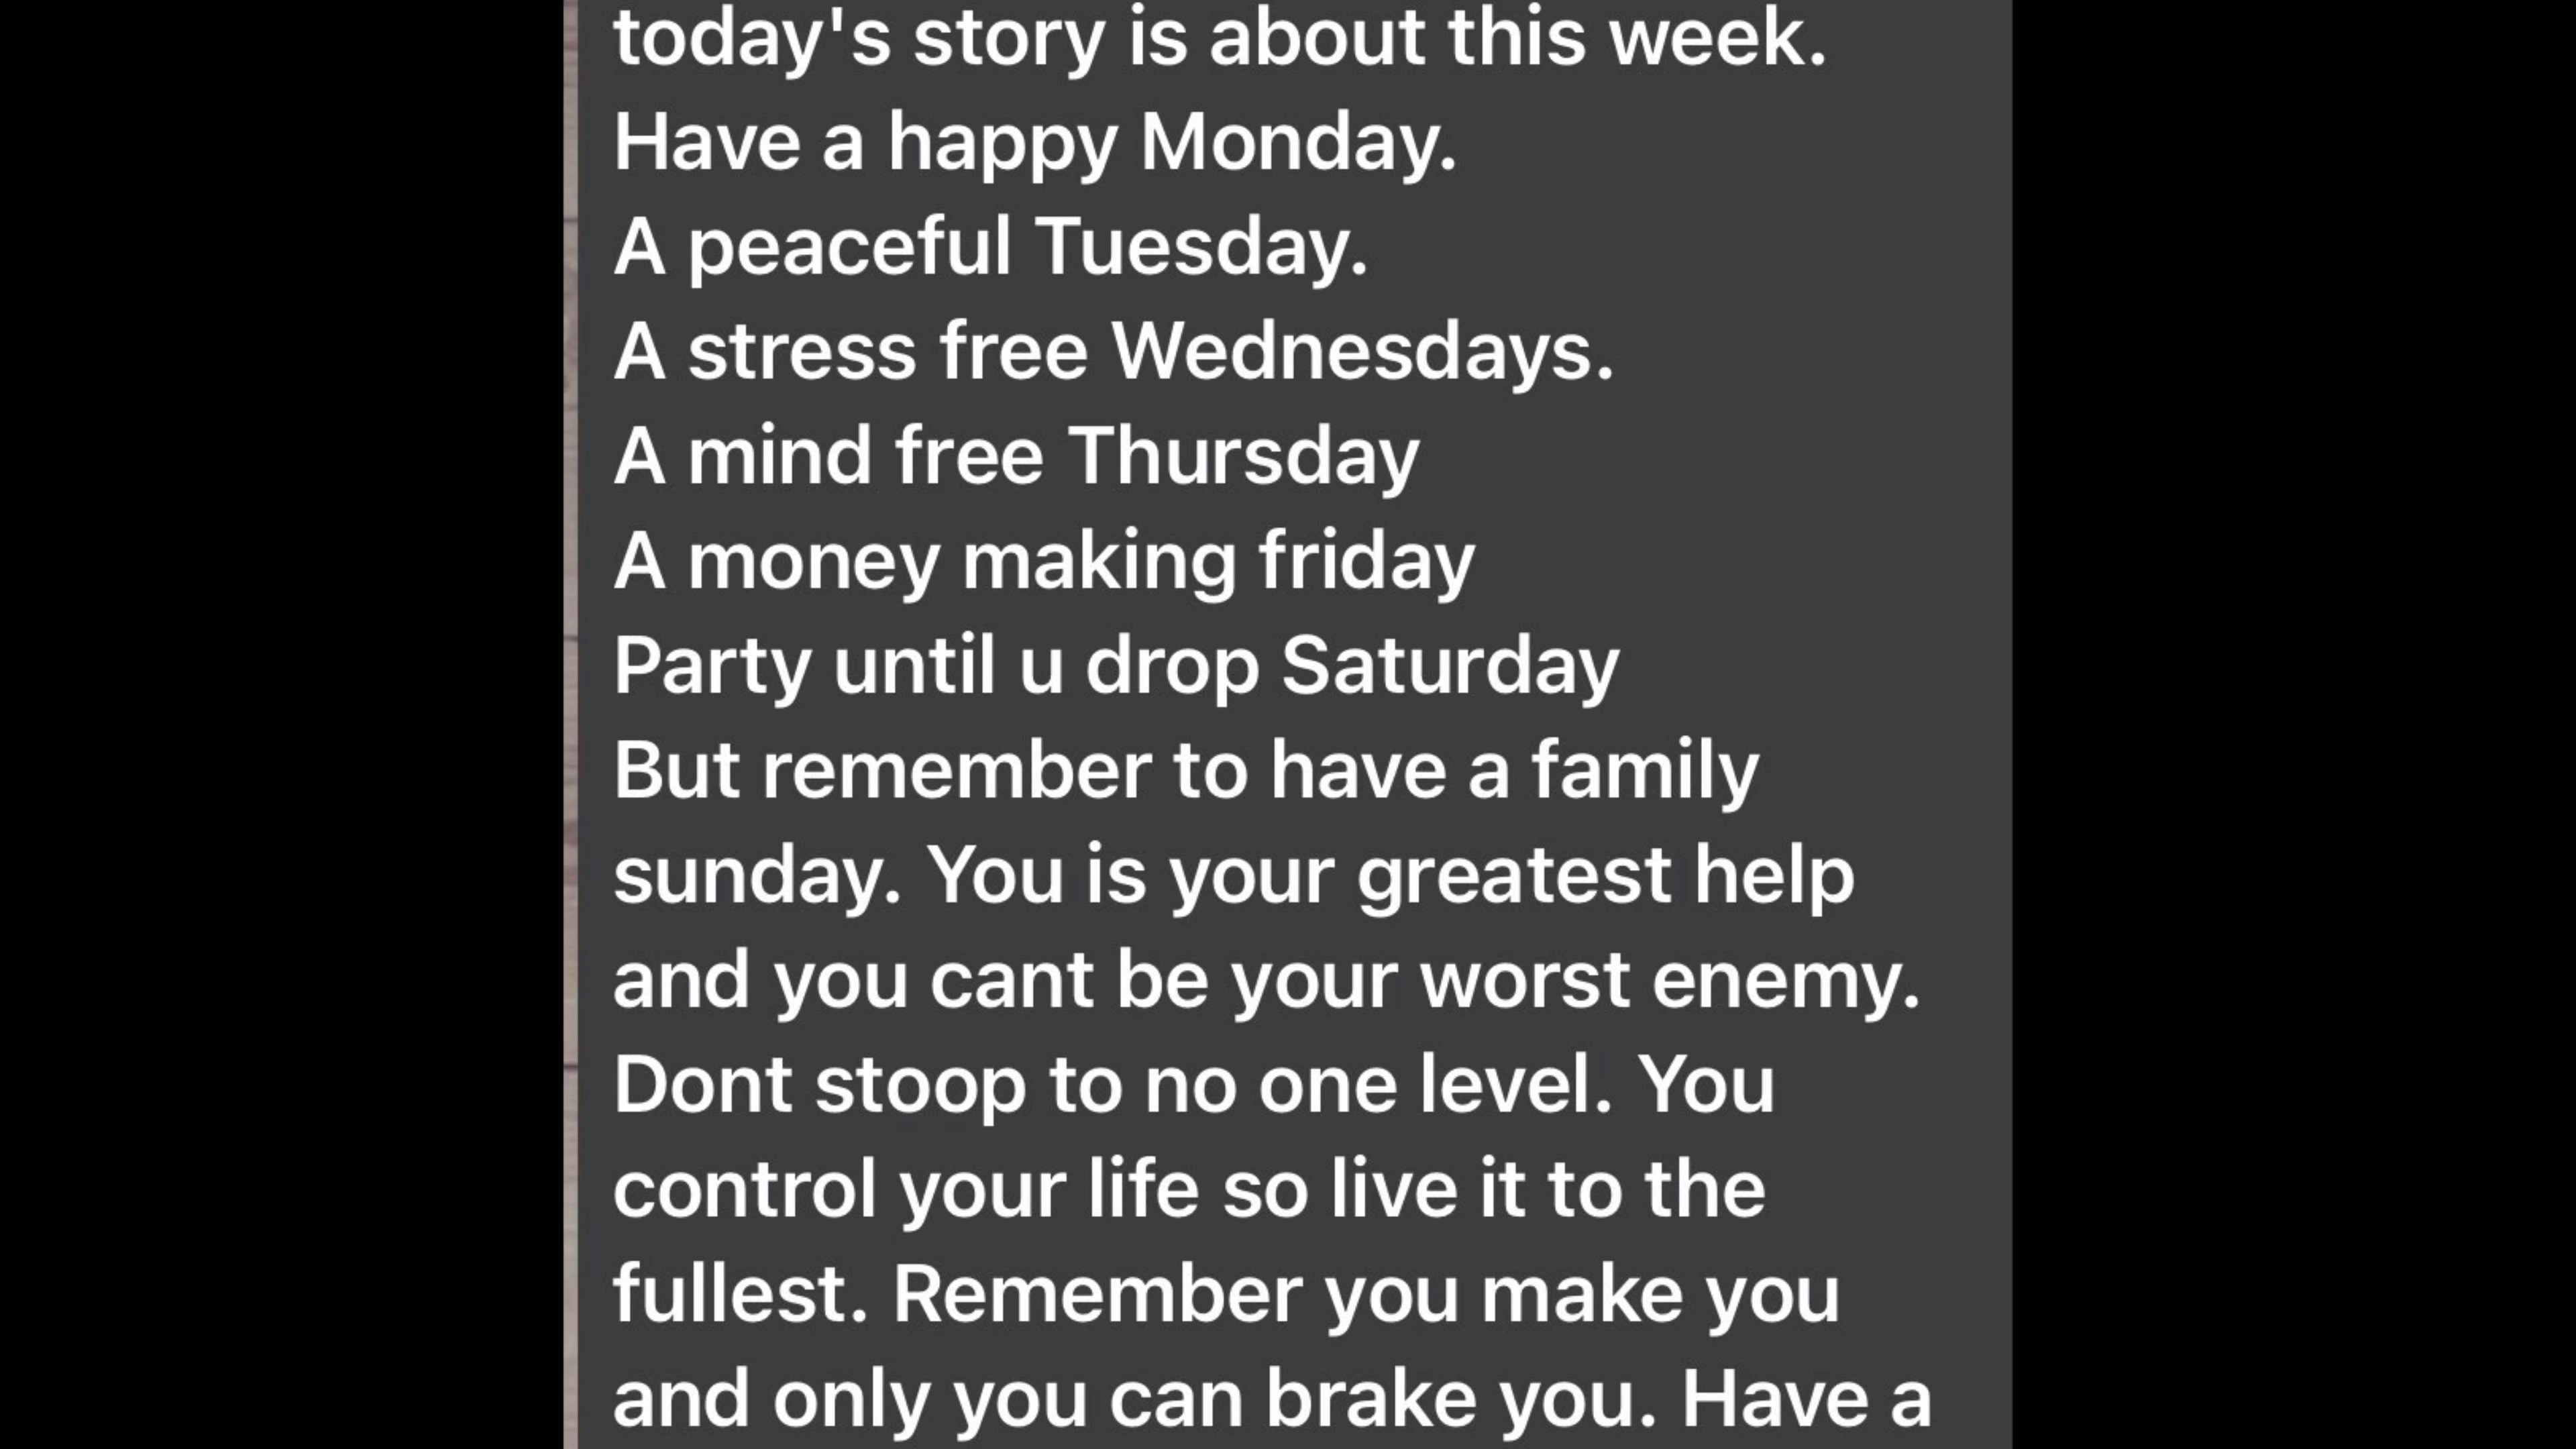 today's story is about this week.
Have a happy Monday.
A peaceful Tuesday.
A stress free Wednesdays.
A mind free Thursday
A money making friday
Party until u drop Saturday
But remember to have a family
sunday. You is your greatest help
and you cant be your worst enemy.
Dont stoop to no one level. You
control your life so live it to the
fullest. Remember you make you
and only you can brake you. Have a